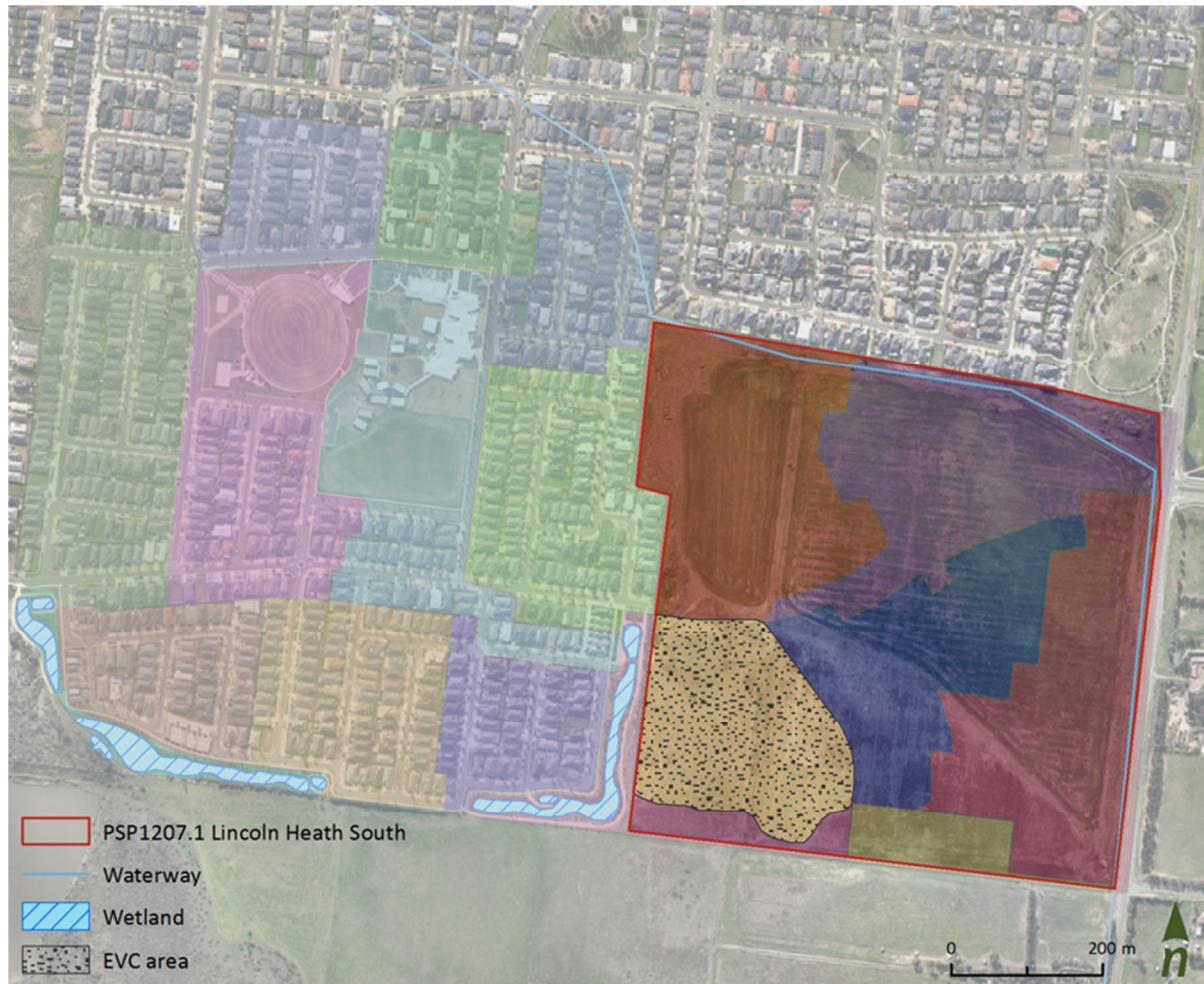 PSP1207.1 Lincoln Heath South
Waterway
Wetland
EVC area
0 200 m
n